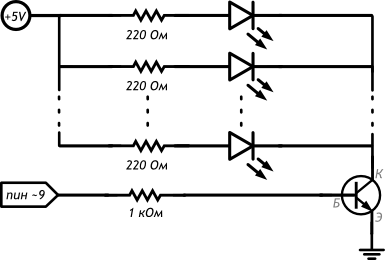 +5V
220 Ом
220 Ом
220 Ом
К
пин ~9
Б
Э
1 кОм